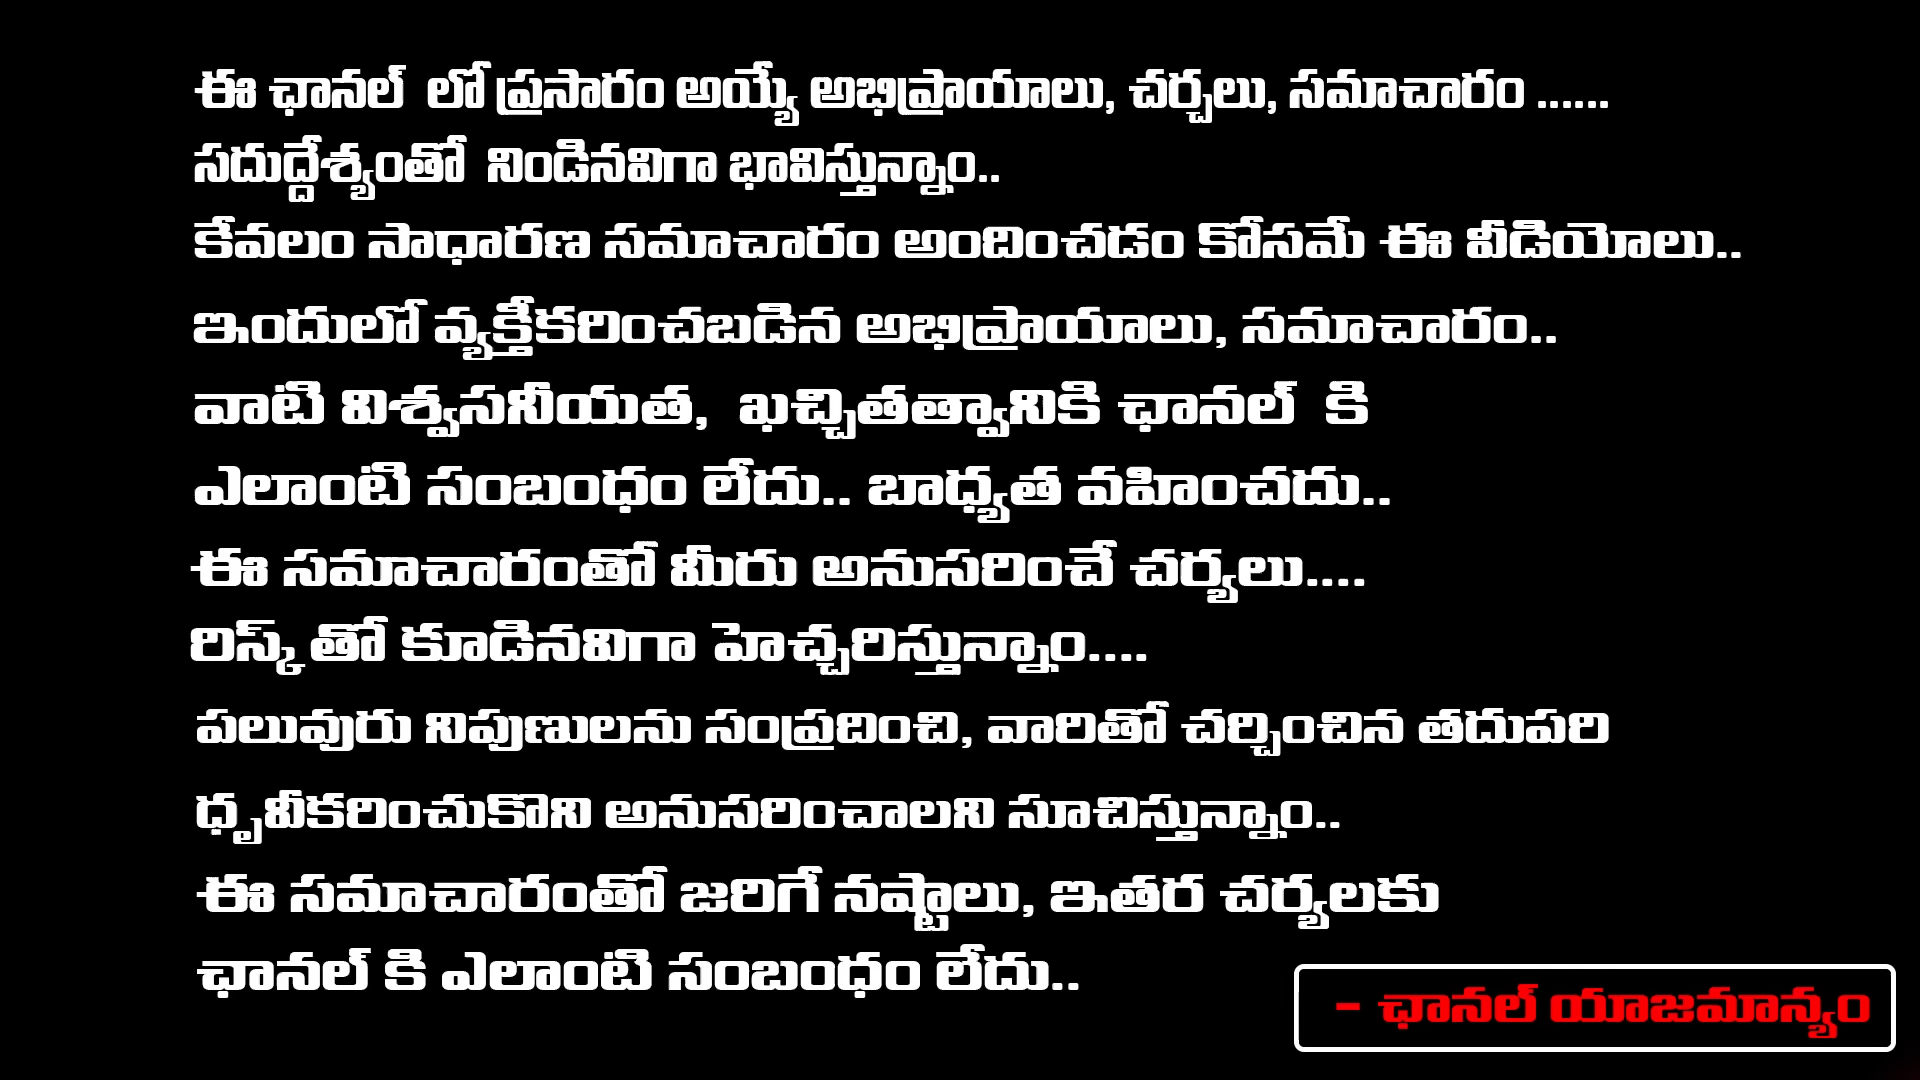 ఈ ఛానల్ లో ప్రసారం అయ్యే అభిప్రాయాలు, చర్చలు, సమాచారం ......
సదుద్దేశ్యంతో నిండినవిగా భావిస్తున్నాం..
కేవలం సాధారణ సమాచారం అందించడం కోసమే ఈ వీడియోలు..
ఇందులో వ్యక్తీకరించబడిన అభిప్రాయాలు, సమాచారం..
వాటి విశ్వసనీయత, ఖచ్చితత్వానికి ఛానల్ కి
ఎలాంటి సంబంధం లేదు.. బాధ్యత వహించదు..
ఈ సమాచారంతో మీరు అనుసరించే చర్యలు....
రిస్క్ తో కూడినవిగా హెచ్చరిస్తున్నాం....
పలువురు నిపుణులను సంప్రదించి, వారితో చర్చించిన తదుపరి
ధృవీకరించుకొని అనుసరించాలని సూచిస్తున్నాం..
ఈ సమాచారంతో జరిగే నష్టాలు, ఇతర చర్యలకు
ఛానల్ కి ఎలాంటి సంబంధం లేదు..
- ఛానల్ యాజమాన్యం